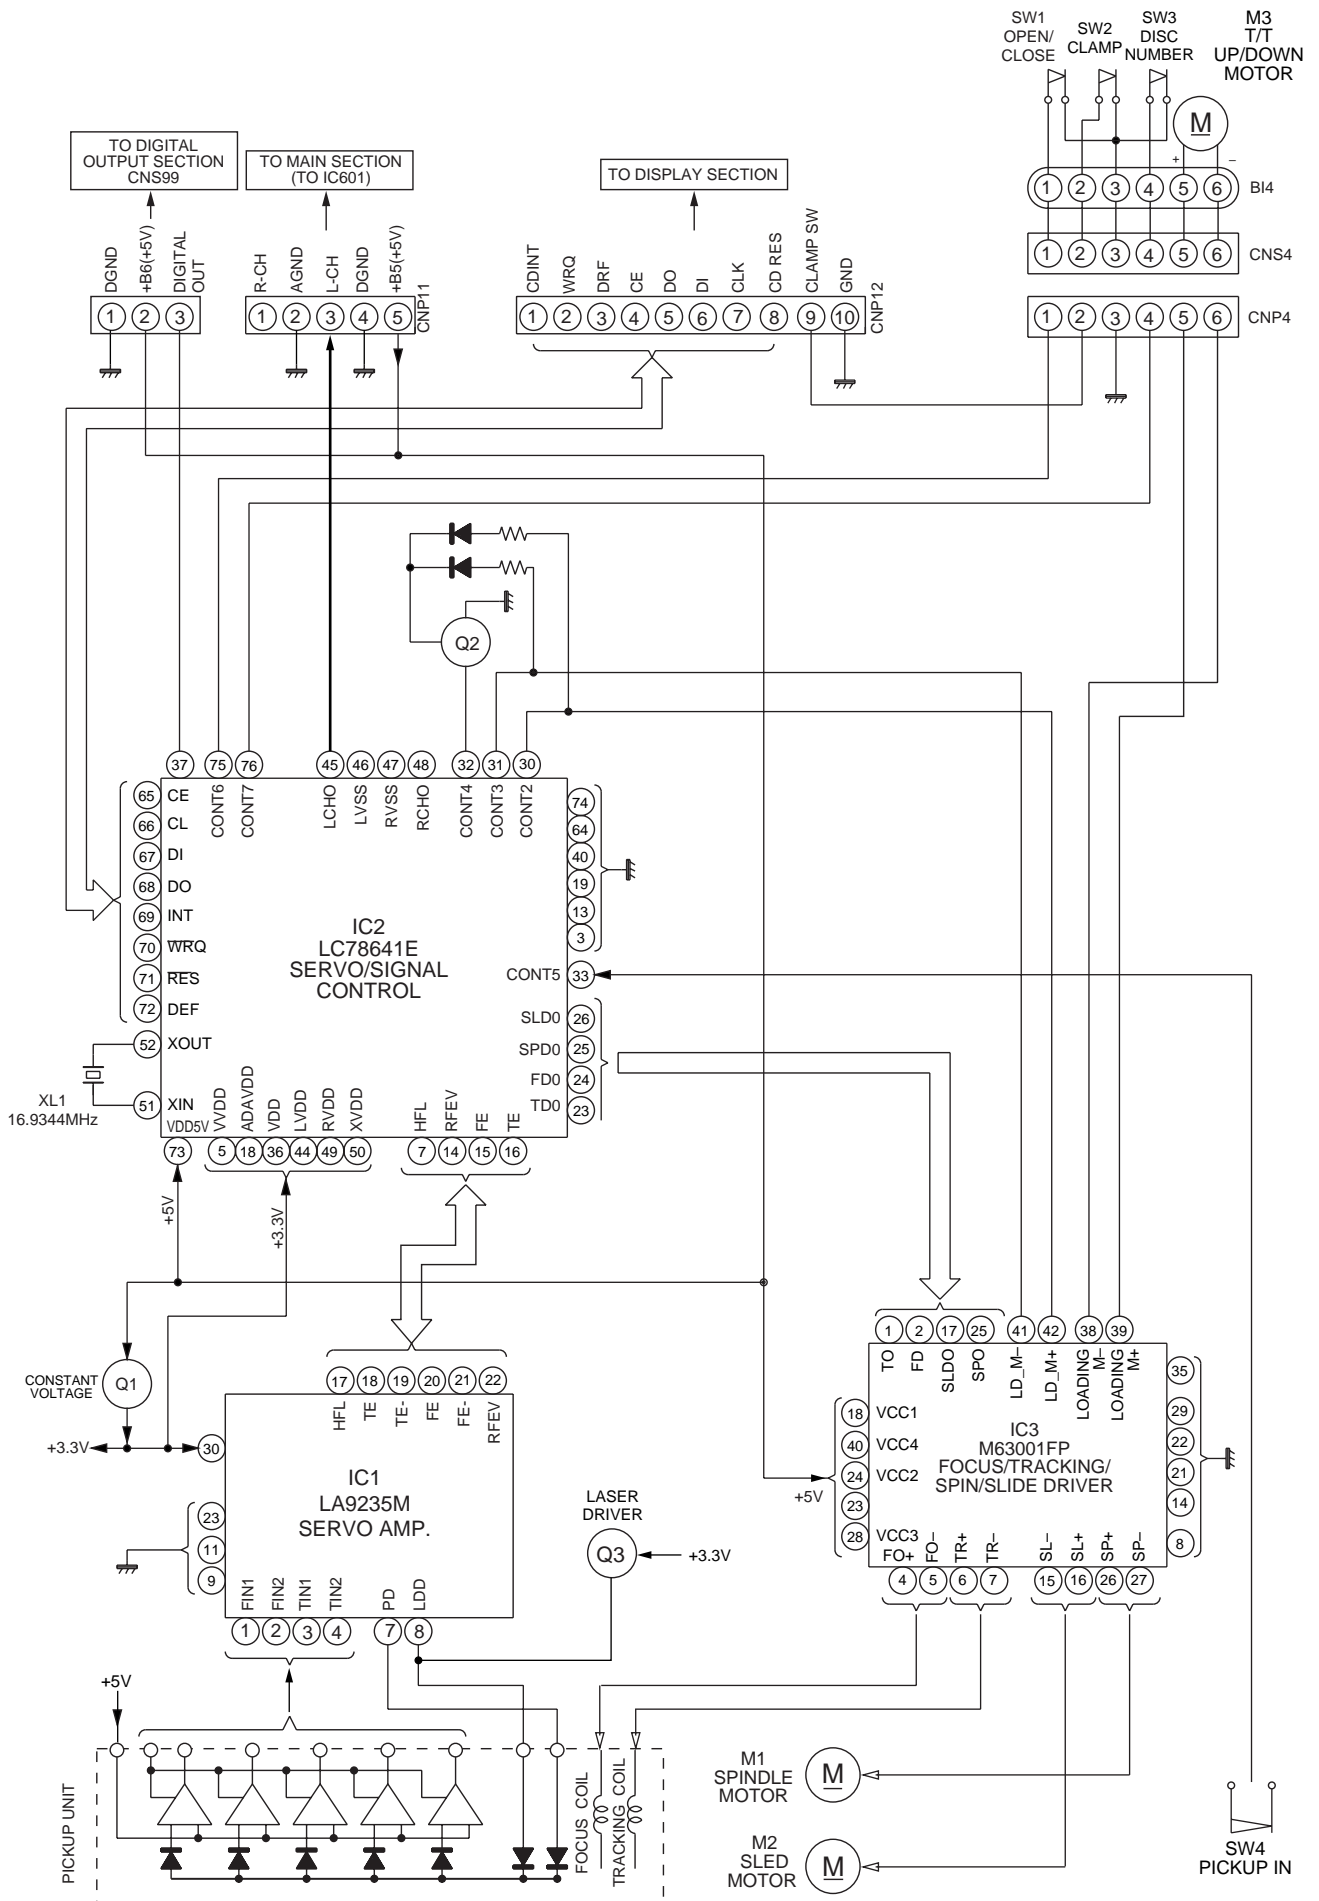 SW1
OPEN/
CLOSE
SW2
CLAMP
SW3
DISC
NUMBER
M3
T/T
UP/DOWN
MOTOR
M
+
–
1 2 3 4 5 6 BI4
1 2 3 4 5 6 CNS4
1 2 3 4 5 6 CNP4
TO DIGITAL
OUTPUT SECTION
CNS99
TO MAIN SECTION
(TO IC601)
TO DISPLAY SECTION
DGND
+B6(+5V)
DIGITAL
OUT
1 2 3
R-CH
AGND
L-CH
DGND
+B5(+5V)
1 2 3 4 5
CNP11
CDINT
WRQ
DRF
CE
DO
DI
CLK
CD RES
CLAMP SW
GND
1 2 3 4 5 6 7 8 9 10
CNP12
Q2
37 75 76 45 46 47 48 32 31 30
CONT6
CONT7
LCHO
LVSS
RVSS
RCHO
CONT4
CONT3
CONT2
65 CE
66 CL
67 DI
68 DO
69 INT
70 WRQ
71 RES
72 DEF
52 XOUT
51 XIN
XL1
16.9344MHz
IC2
LC78641E
SERVO/SIGNAL
CONTROL
74
64
40
19
13
3
CONT5 33
SLD0 26
SPD0 25
FD0 24
TD0 23
VDD5V
VVDD
ADAVDD
VDD
LVDD
RVDD
XVDD
HFL
RFEV
FE
TE
73 5 18 36 44 49 50 7 14 15 16
+5V
+3.3V
CONSTANT
VOLTAGE
Q1
+3.3V
30
17 18 19 20 21 22
HFL
TE
TE-
FE
FE-
RFEV
IC1
LA9235M
SERVO AMP.
23
11
9
FIN1
FIN2
TIN1
TIN2
PD
LDD
1 2 3 4 7 8
LASER
DRIVER
Q3
+3.3V
1 2 17 25 41 42 38 39
TO
FD
SLDO
SPO
LD_M–
LD_M+
LOADING
M–
LOADING
M+
18 VCC1
40 VCC4
24 VCC2
23
28 VCC3
+5V
IC3
M63001FP
FOCUS/TRACKING/
SPIN/SLIDE DRIVER
35
29
22
21
14
8
FO+
FO–
TR+
TR–
SL–
SL+
SP+
SP–
4 5 6 7 15 16 26 27
+5V
PICKUP UNIT
FOCUS COIL
TRACKING COIL
M1
SPINDLE
MOTOR
M
M2
SLED
MOTOR
M
SW4
PICKUP IN